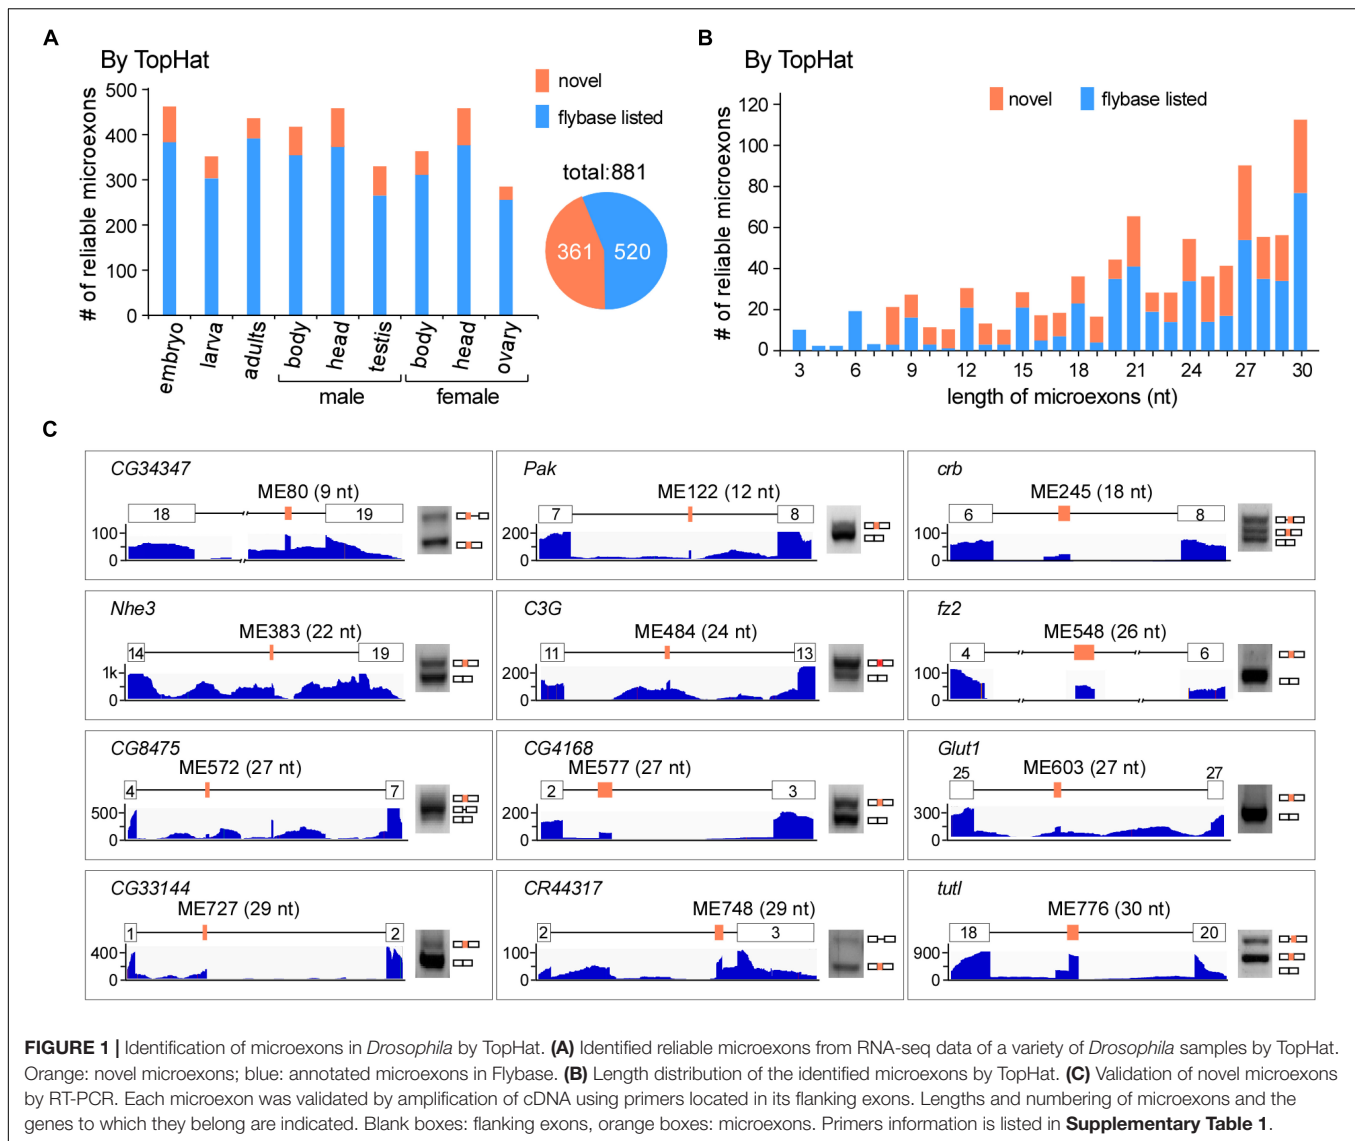 A
By TopHat
# of reliable microexons
500
400
300
200
100
0
embryo
larva
adults
body
head
testis
body
head
ovary
male
female
novel
flybase listed
total:881
361
520
B
By TopHat
novel
flybase listed
# of reliable microexons
120
100
80
60
40
20
0
3 6 9 12 15 18 21 24 27 30
length of microexons (nt)
C
CG34347
ME80 (9 nt)
18 19
100
0
Pak
ME122 (12 nt)
7 8
200
0
crb
ME245 (18 nt)
6 8
100
0
Nhe3
ME383 (22 nt)
14 19
1k
0
C3G
ME484 (24 nt)
11 13
200
0
fz2
ME548 (26 nt)
4 6
100
0
CG8475
ME572 (27 nt)
4 7
500
0
CG4168
ME577 (27 nt)
2 3
200
0
Glut1
ME603 (27 nt)
25 27
300
0
CG33144
ME727 (29 nt)
1 2
400
0
CR44317
ME748 (29 nt)
2 3
100
0
tutl
ME776 (30 nt)
18 20
900
0
FIGURE 1 | Identification of microexons in Drosophila by TopHat. (A) Identified reliable microexons from RNA-seq data of a variety of Drosophila samples by TopHat.
Orange: novel microexons; blue: annotated microexons in Flybase. (B) Length distribution of the identified microexons by TopHat. (C) Validation of novel microexons
by RT-PCR. Each microexon was validated by amplification of cDNA using primers located in its flanking exons. Lengths and numbering of microexons and the
genes to which they belong are indicated. Blank boxes: flanking exons, orange boxes: microexons. Primers information is listed in Supplementary Table 1.